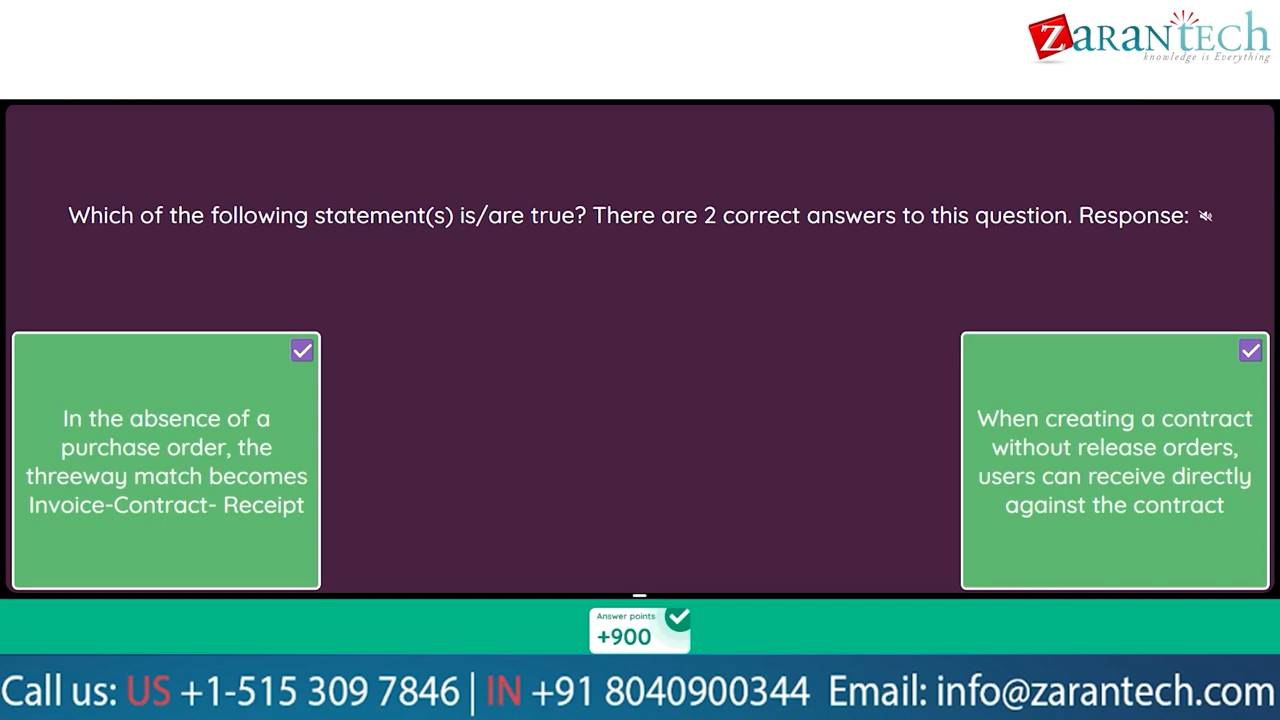 ZARANTECH
knowledge is Everything
Which of the following statement(s) is/are true? There are 2 correct answers to this question. Response:
In the absence of a
purchase order, the
threeway match becomes
Invoice-Contract- Receipt
When creating a contract
without release orders,
users can receive directly
against the contract
Answer points
+900
Call us: US +1-515 309 7846 | IN +91 8040900344 Email: info@zarantech.com